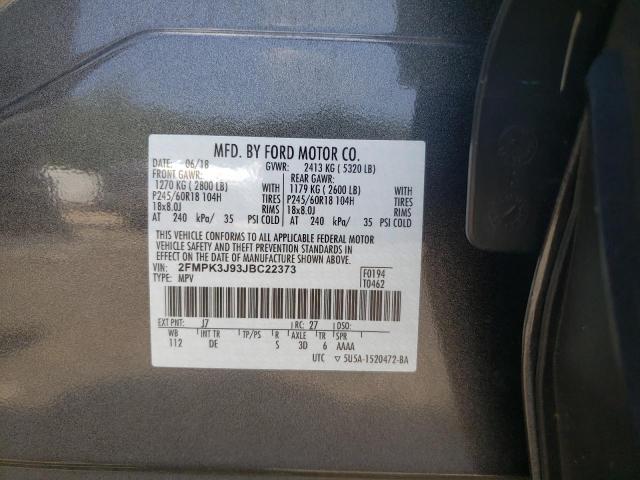 MFD. BY FORD MOTOR CO.
DATE: 06/18 GVWR: 2413 KG ( 5320 LB)
FRONT GAWR: REAR GAWR:
1270 KG ( 2800 LB) WITH 1179 KG ( 2600 LB) WITH
P245/60R18 104H TIRES P245/60R18 104H TIRES
18x8.0J RIMS 18x8.0J RIMS
AT 240 kPa/ 35 PSI COLD AT 240 kPa/ 35 PSI COLD
THIS VEHICLE CONFORMS TO ALL APPLICABLE FEDERAL MOTOR
VEHICLE SAFETY AND THEFT PREVENTION STANDARDS IN
EFFECT ON THE DATE OF MANUFACTURE SHOWN ABOVE.
VIN: 2FMPK3J93JBC22373 F0194
TYPE: MPV T0462
EXT PNT: J7 RC: 27 DSO:
WB INT TR TP/PS R AXLE TR SPR
112 DE S 3D 6 AAAA
UTC ▽ 5U5A-1520472-BA